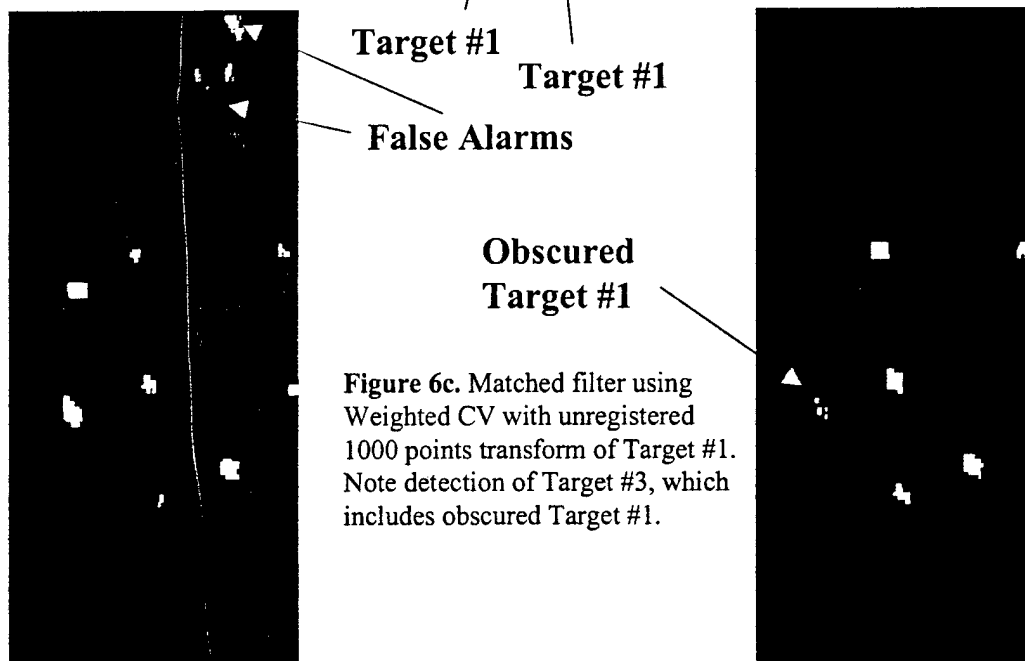 Target #1
Target #1
False Alarms
Obscured
Target #1
Figure 6c. Matched filter using
Weighted CV with unregistered
1000 points transform of Target #1.
Note detection of Target #3, which
includes obscured Target #1.